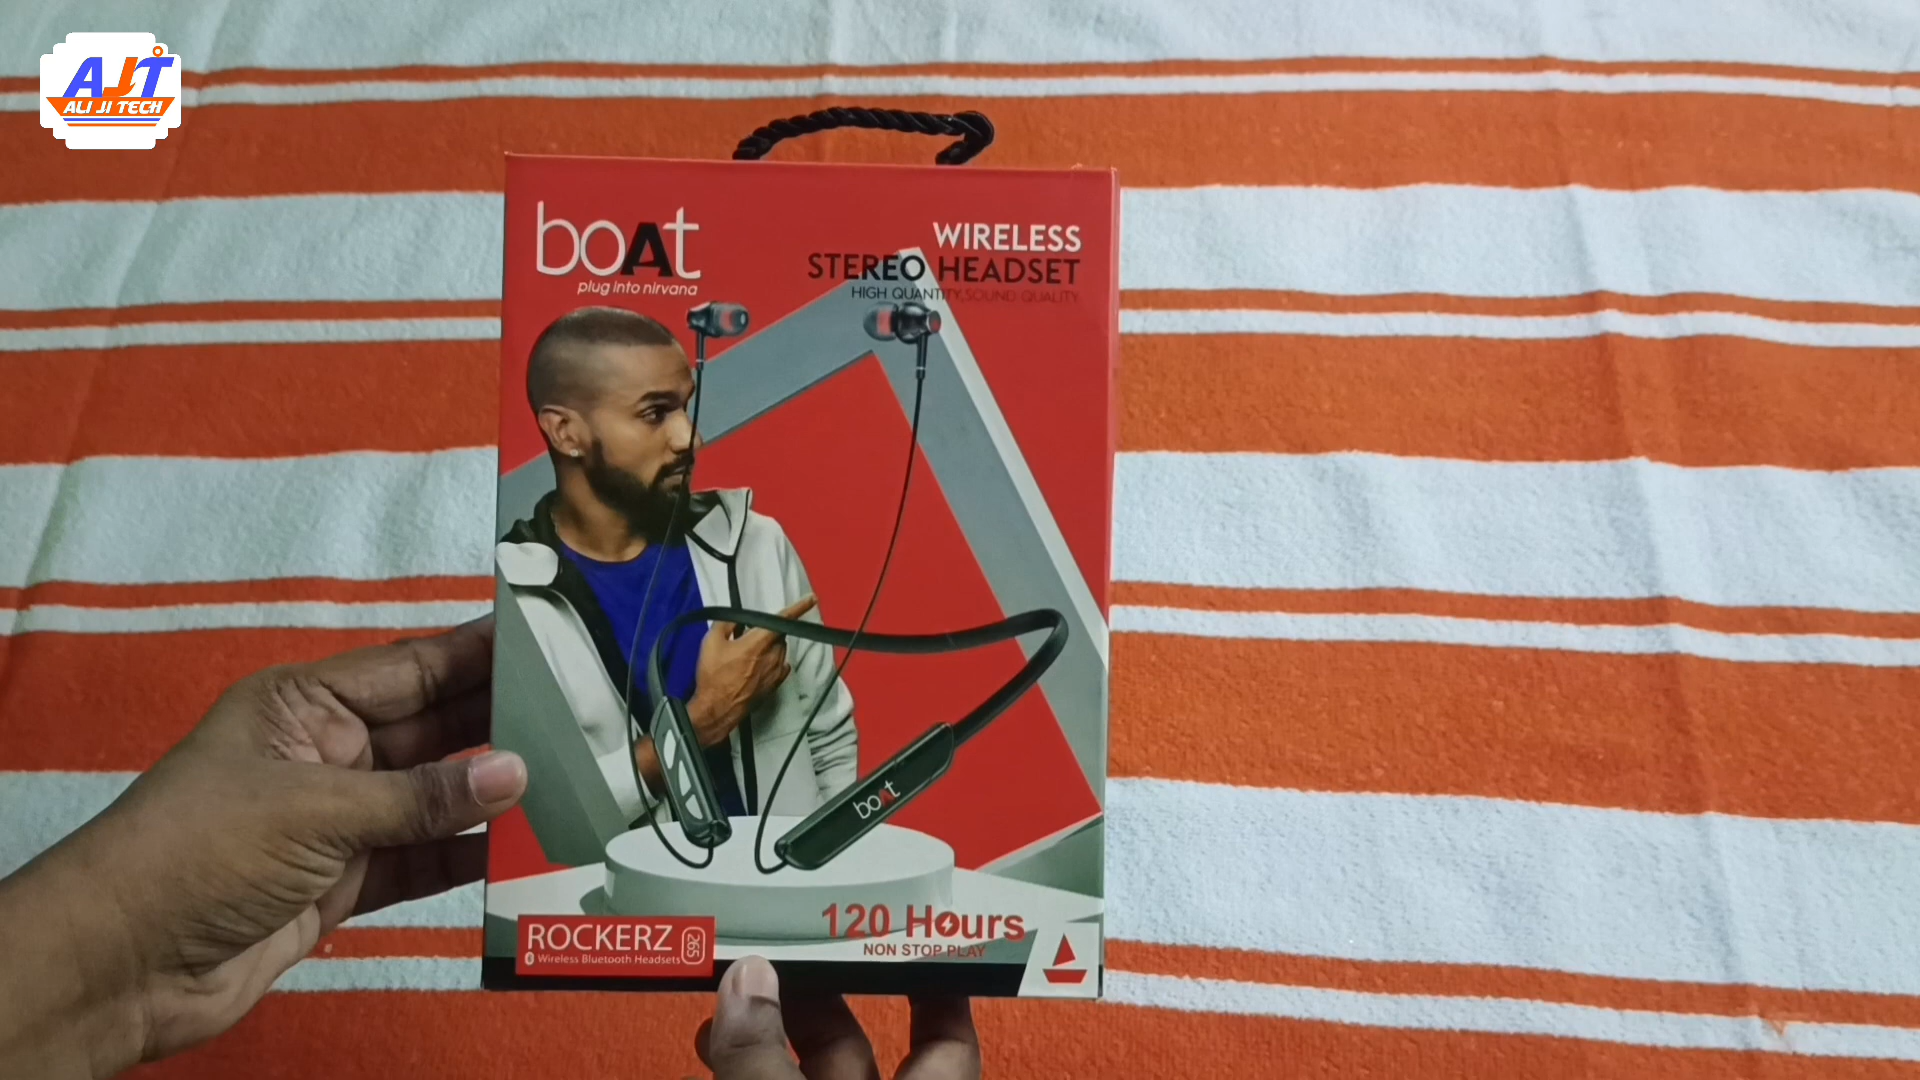 AJT
ALI JI TECH
boAt
plug into nirvana
WIRELESS
STEREO HEADSET
HIGH QUANTITY,SOUND QUALITY
boAt
ROCKERZ 265
Wireless Bluetooth Headsets
120 Hours
NON STOP PLAY